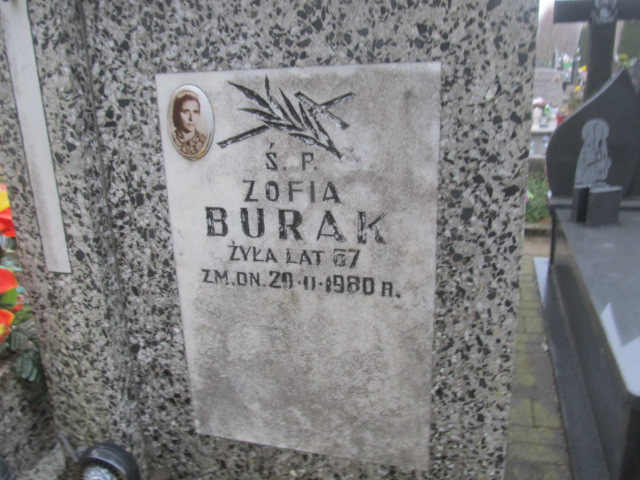 Ś. P.
ZOFIA
BURAK
ŻYŁA LAT 67
ZM. DN. 20·11·1980 R.